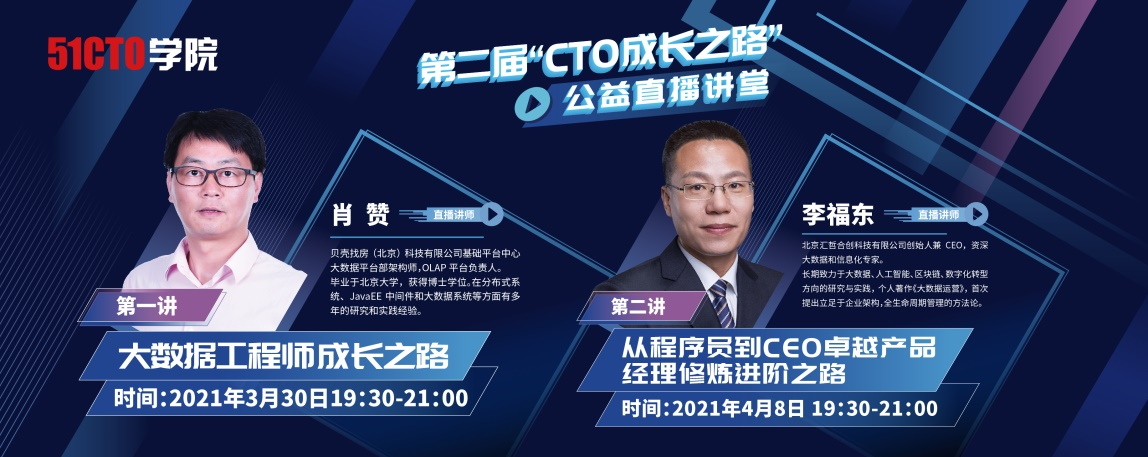 51CTO学院
第二届“CTO成长之路”
公益直播讲堂
肖 赞
直播讲师
贝壳找房（北京）科技有限公司基础平台中心
大数据平台部架构师,OLAP 平台负责人。
毕业于北京大学，获得博士学位。在分布式系
统、JavaEE 中间件和大数据系统等方面有多
年的研究和实践经验。
第一讲
大数据工程师成长之路
时间:2021年3月30日19:30-21:00
李福东
直播讲师
北京汇哲合创科技有限公司创始人兼 CEO，资深
大数据和信息化专家。
长期致力于大数据、人工智能、区块链、数字化转型
方向的研究与实践，个人著作《大数据运营》，首次
提出立足于企业架构，全生命周期管理的方法论。
第二讲
从程序员到CEO卓越产品
经理修炼进阶之路
时间:2021年4月8日 19:30-21:00